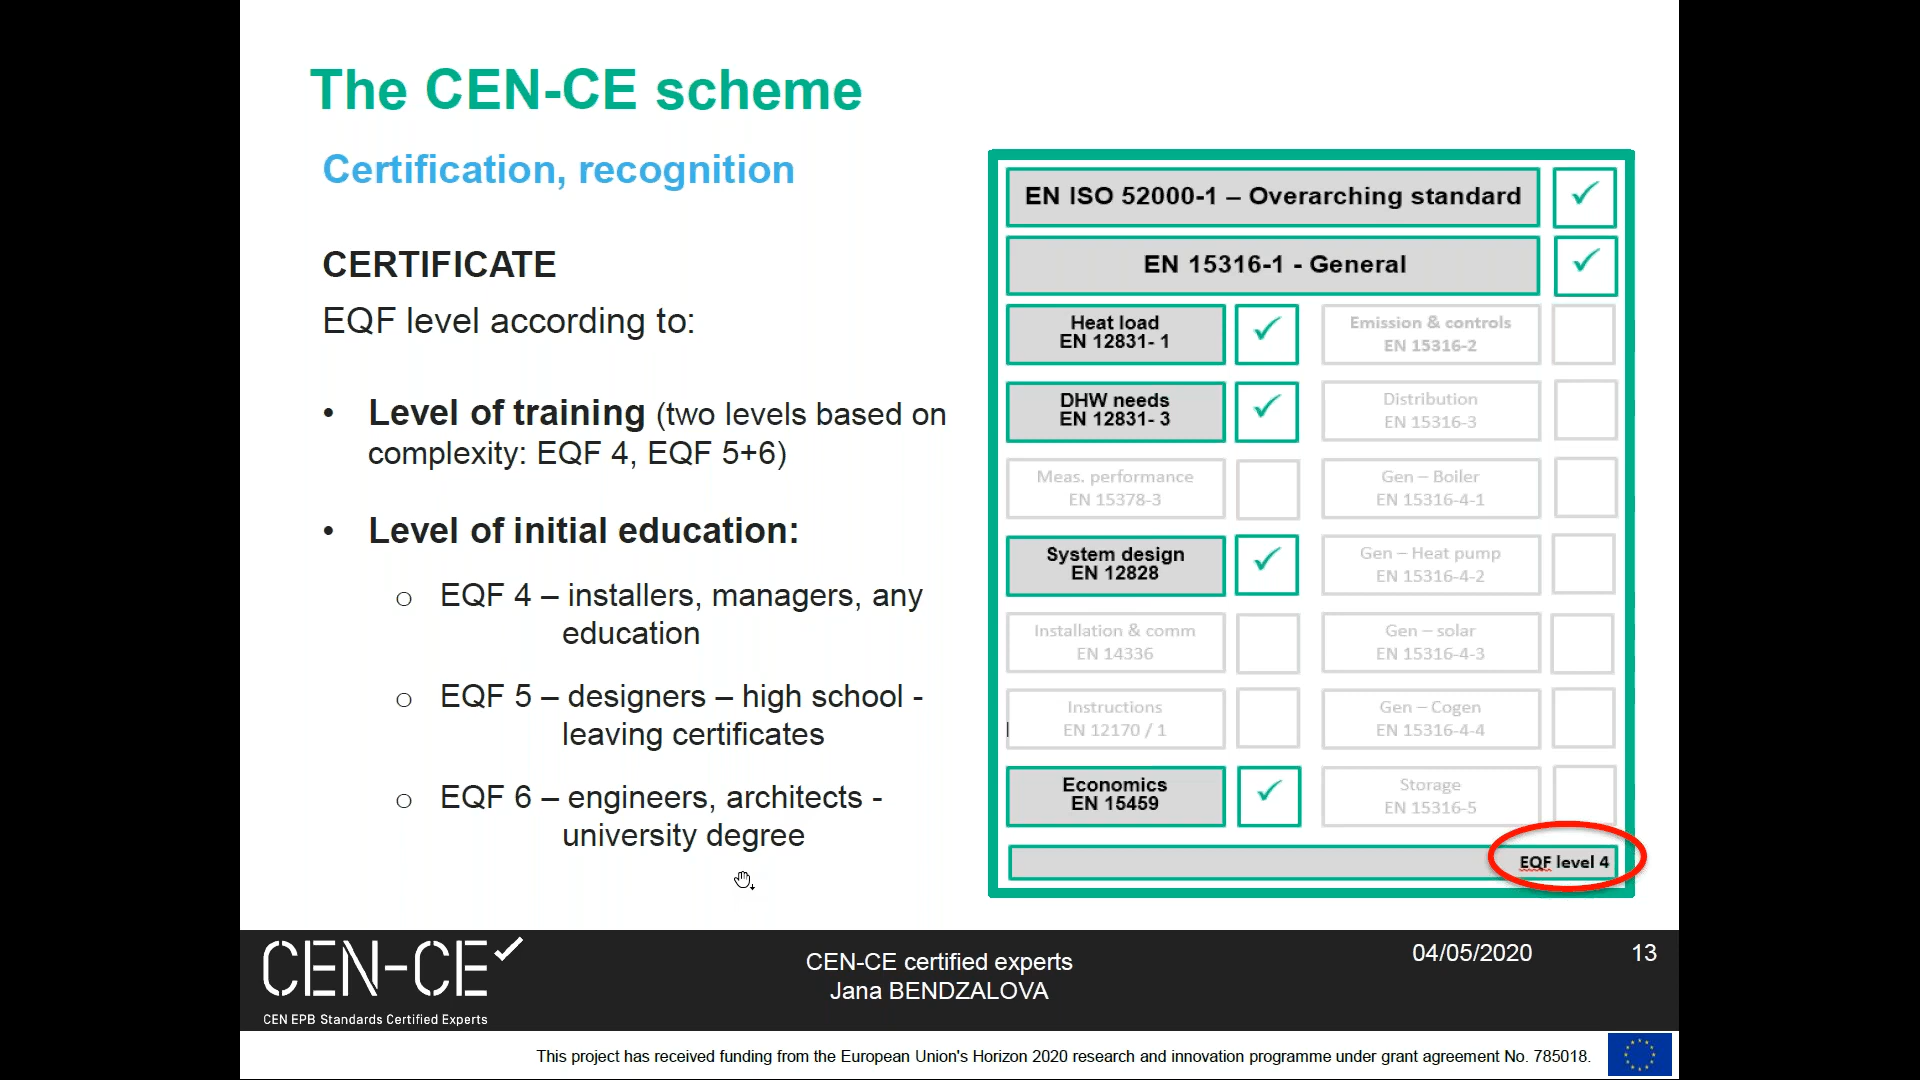 The CEN-CE scheme
Certification, recognition
CERTIFICATE
EQF level according to:
• Level of training (two levels based on
complexity: EQF 4, EQF 5+6)
• Level of initial education:
o EQF 4 – installers, managers, any
education
o EQF 5 – designers – high school -
leaving certificates
o EQF 6 – engineers, architects -
university degree
EN ISO 52000-1 – Overarching standard ✓
EN 15316-1 - General ✓
Heat load
EN 12831- 1 ✓
Emission & controls
EN 15316-2
DHW needs
EN 12831- 3 ✓
Distribution
EN 15316-3
Meas. performance
EN 15378-3
Gen – Boiler
EN 15316-4-1
System design
EN 12828 ✓
Gen – Heat pump
EN 15316-4-2
Installation & comm
EN 14336
Gen – solar
EN 15316-4-3
Instructions
EN 12170 / 1
Gen – Cogen
EN 15316-4-4
Economics
EN 15459 ✓
Storage
EN 15316-5
EQF level 4
CEN-CE
CEN EPB Standards Certified Experts
CEN-CE certified experts
Jana BENDZALOVA
04/05/2020
13
This project has received funding from the European Union's Horizon 2020 research and innovation programme under grant agreement No. 785018.